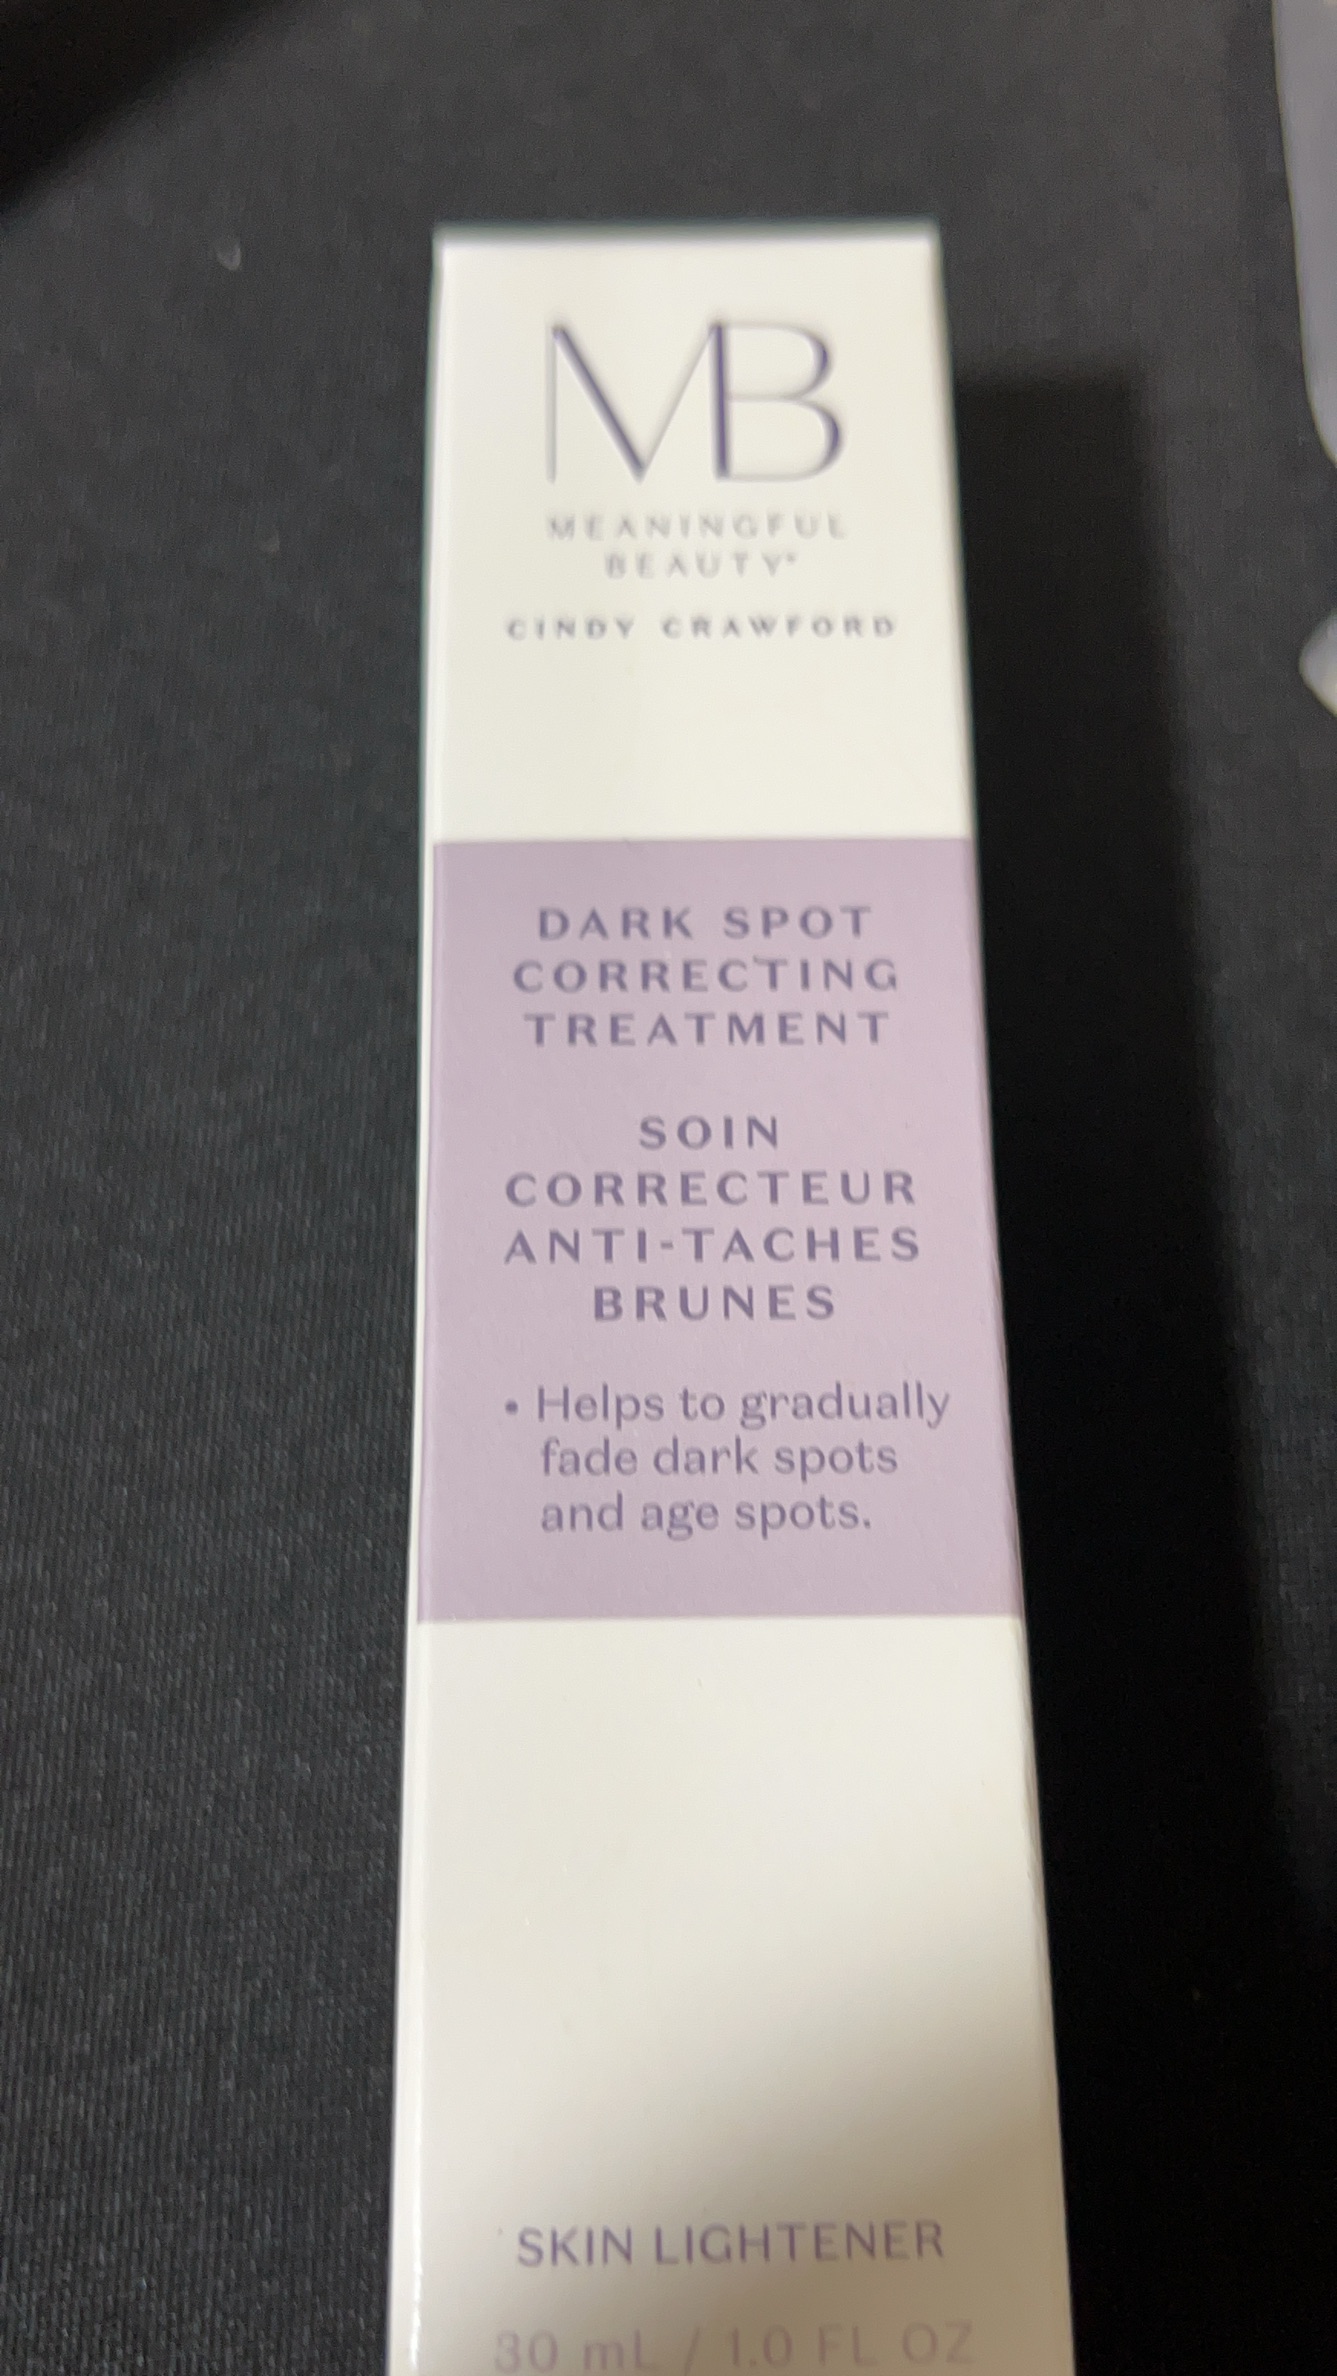 MB
MEANINGFUL
BEAUTY®
CINDY CRAWFORD
DARK SPOT
CORRECTING
TREATMENT
SOIN
CORRECTEUR
ANTI-TACHES
BRUNES
• Helps to gradually
fade dark spots
and age spots.
SKIN LIGHTENER
30 mL / 1.0 FL OZ